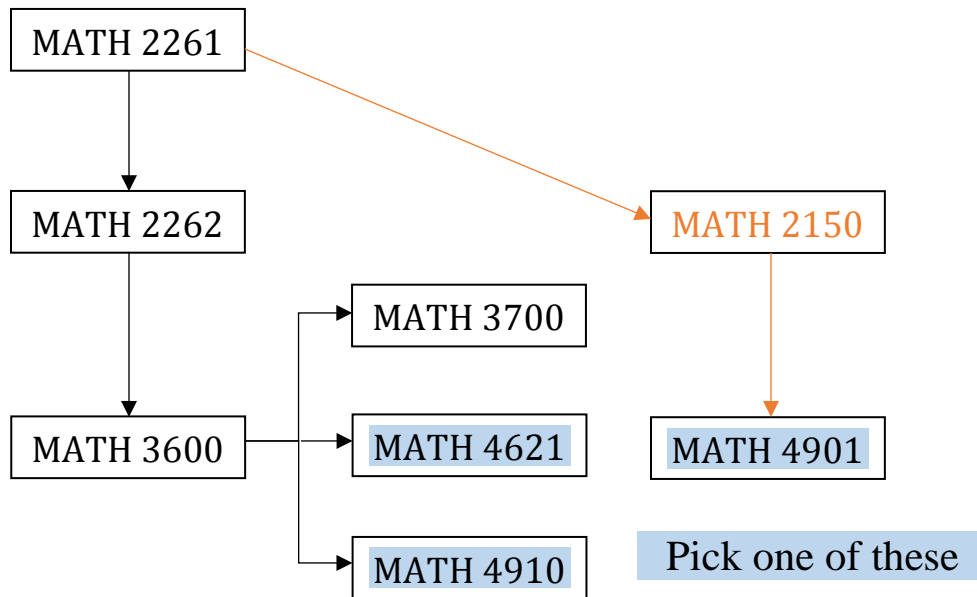 MATH 2261
MATH 2262
MATH 2150
MATH 3700
MATH 3600
MATH 4621
MATH 4901
MATH 4910
Pick one of these